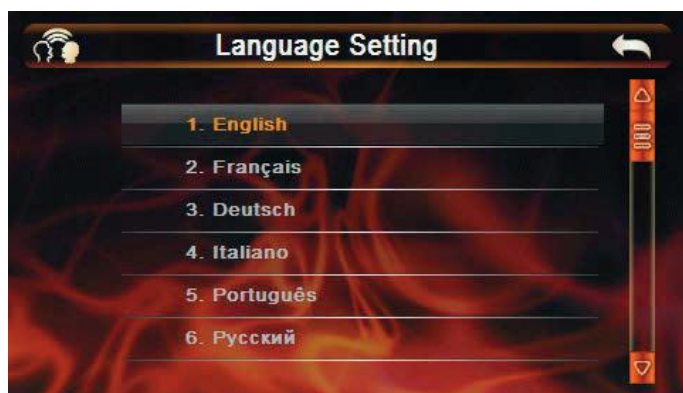 Language Setting
1. English
2. Français
3. Deutsch
4. Italiano
5. Português
6. Русский